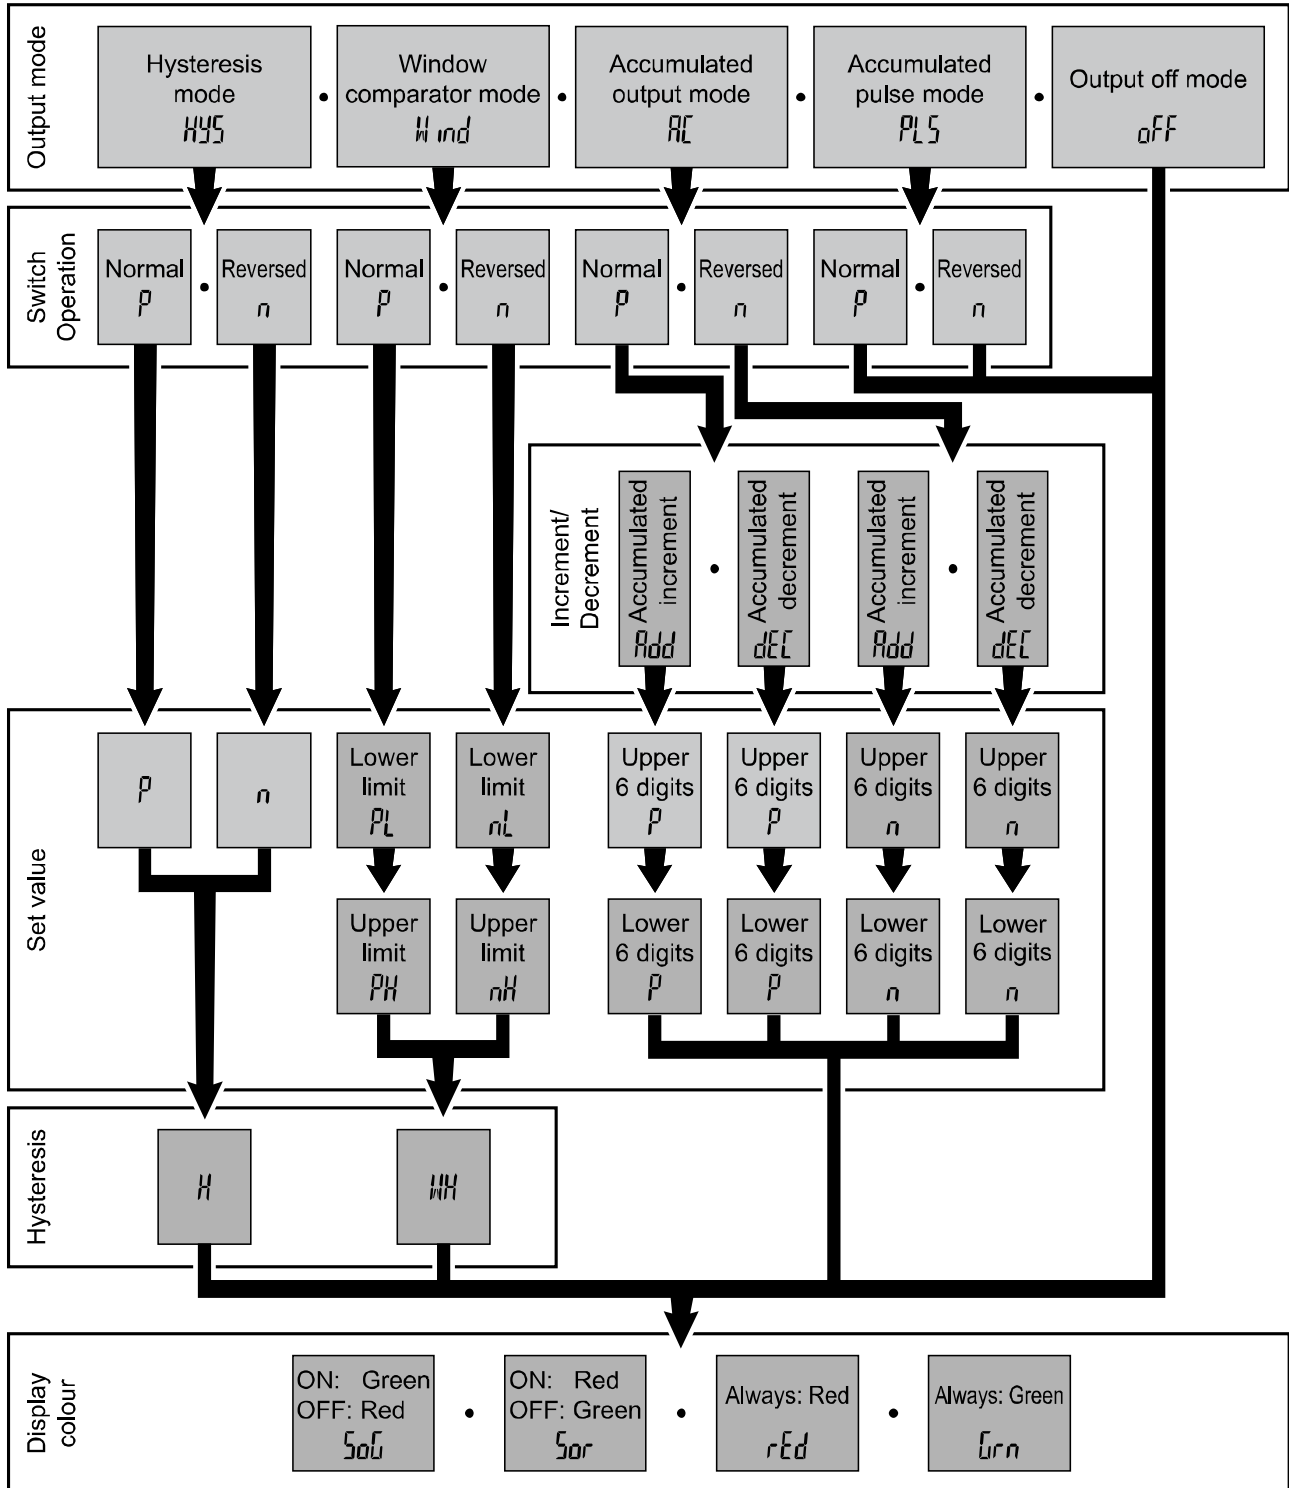 Output mode
Hysteresis
mode
HYS
Window
comparator mode
Wind
Accumulated
output mode
AC
Accumulated
pulse mode
PLS
Output off mode
oFF
Switch
Operation
Normal
P
Reversed
n
Normal
P
Reversed
n
Normal
P
Reversed
n
Normal
P
Reversed
n
Increment/
Decrement
Accumulated
increment
Add
Accumulated
decrement
dEC
Accumulated
increment
Add
Accumulated
decrement
dEC
Set value
P
n
Lower
limit
PL
Lower
limit
nL
Upper
6 digits
P
Upper
6 digits
P
Upper
6 digits
n
Upper
6 digits
n
Upper
limit
PH
Upper
limit
nH
Lower
6 digits
P
Lower
6 digits
P
Lower
6 digits
n
Lower
6 digits
n
Hysteresis
H
WH
Display
colour
ON: Green
OFF: Red
SoG
ON: Red
OFF: Green
Sor
Always: Red
rEd
Always: Green
Grn